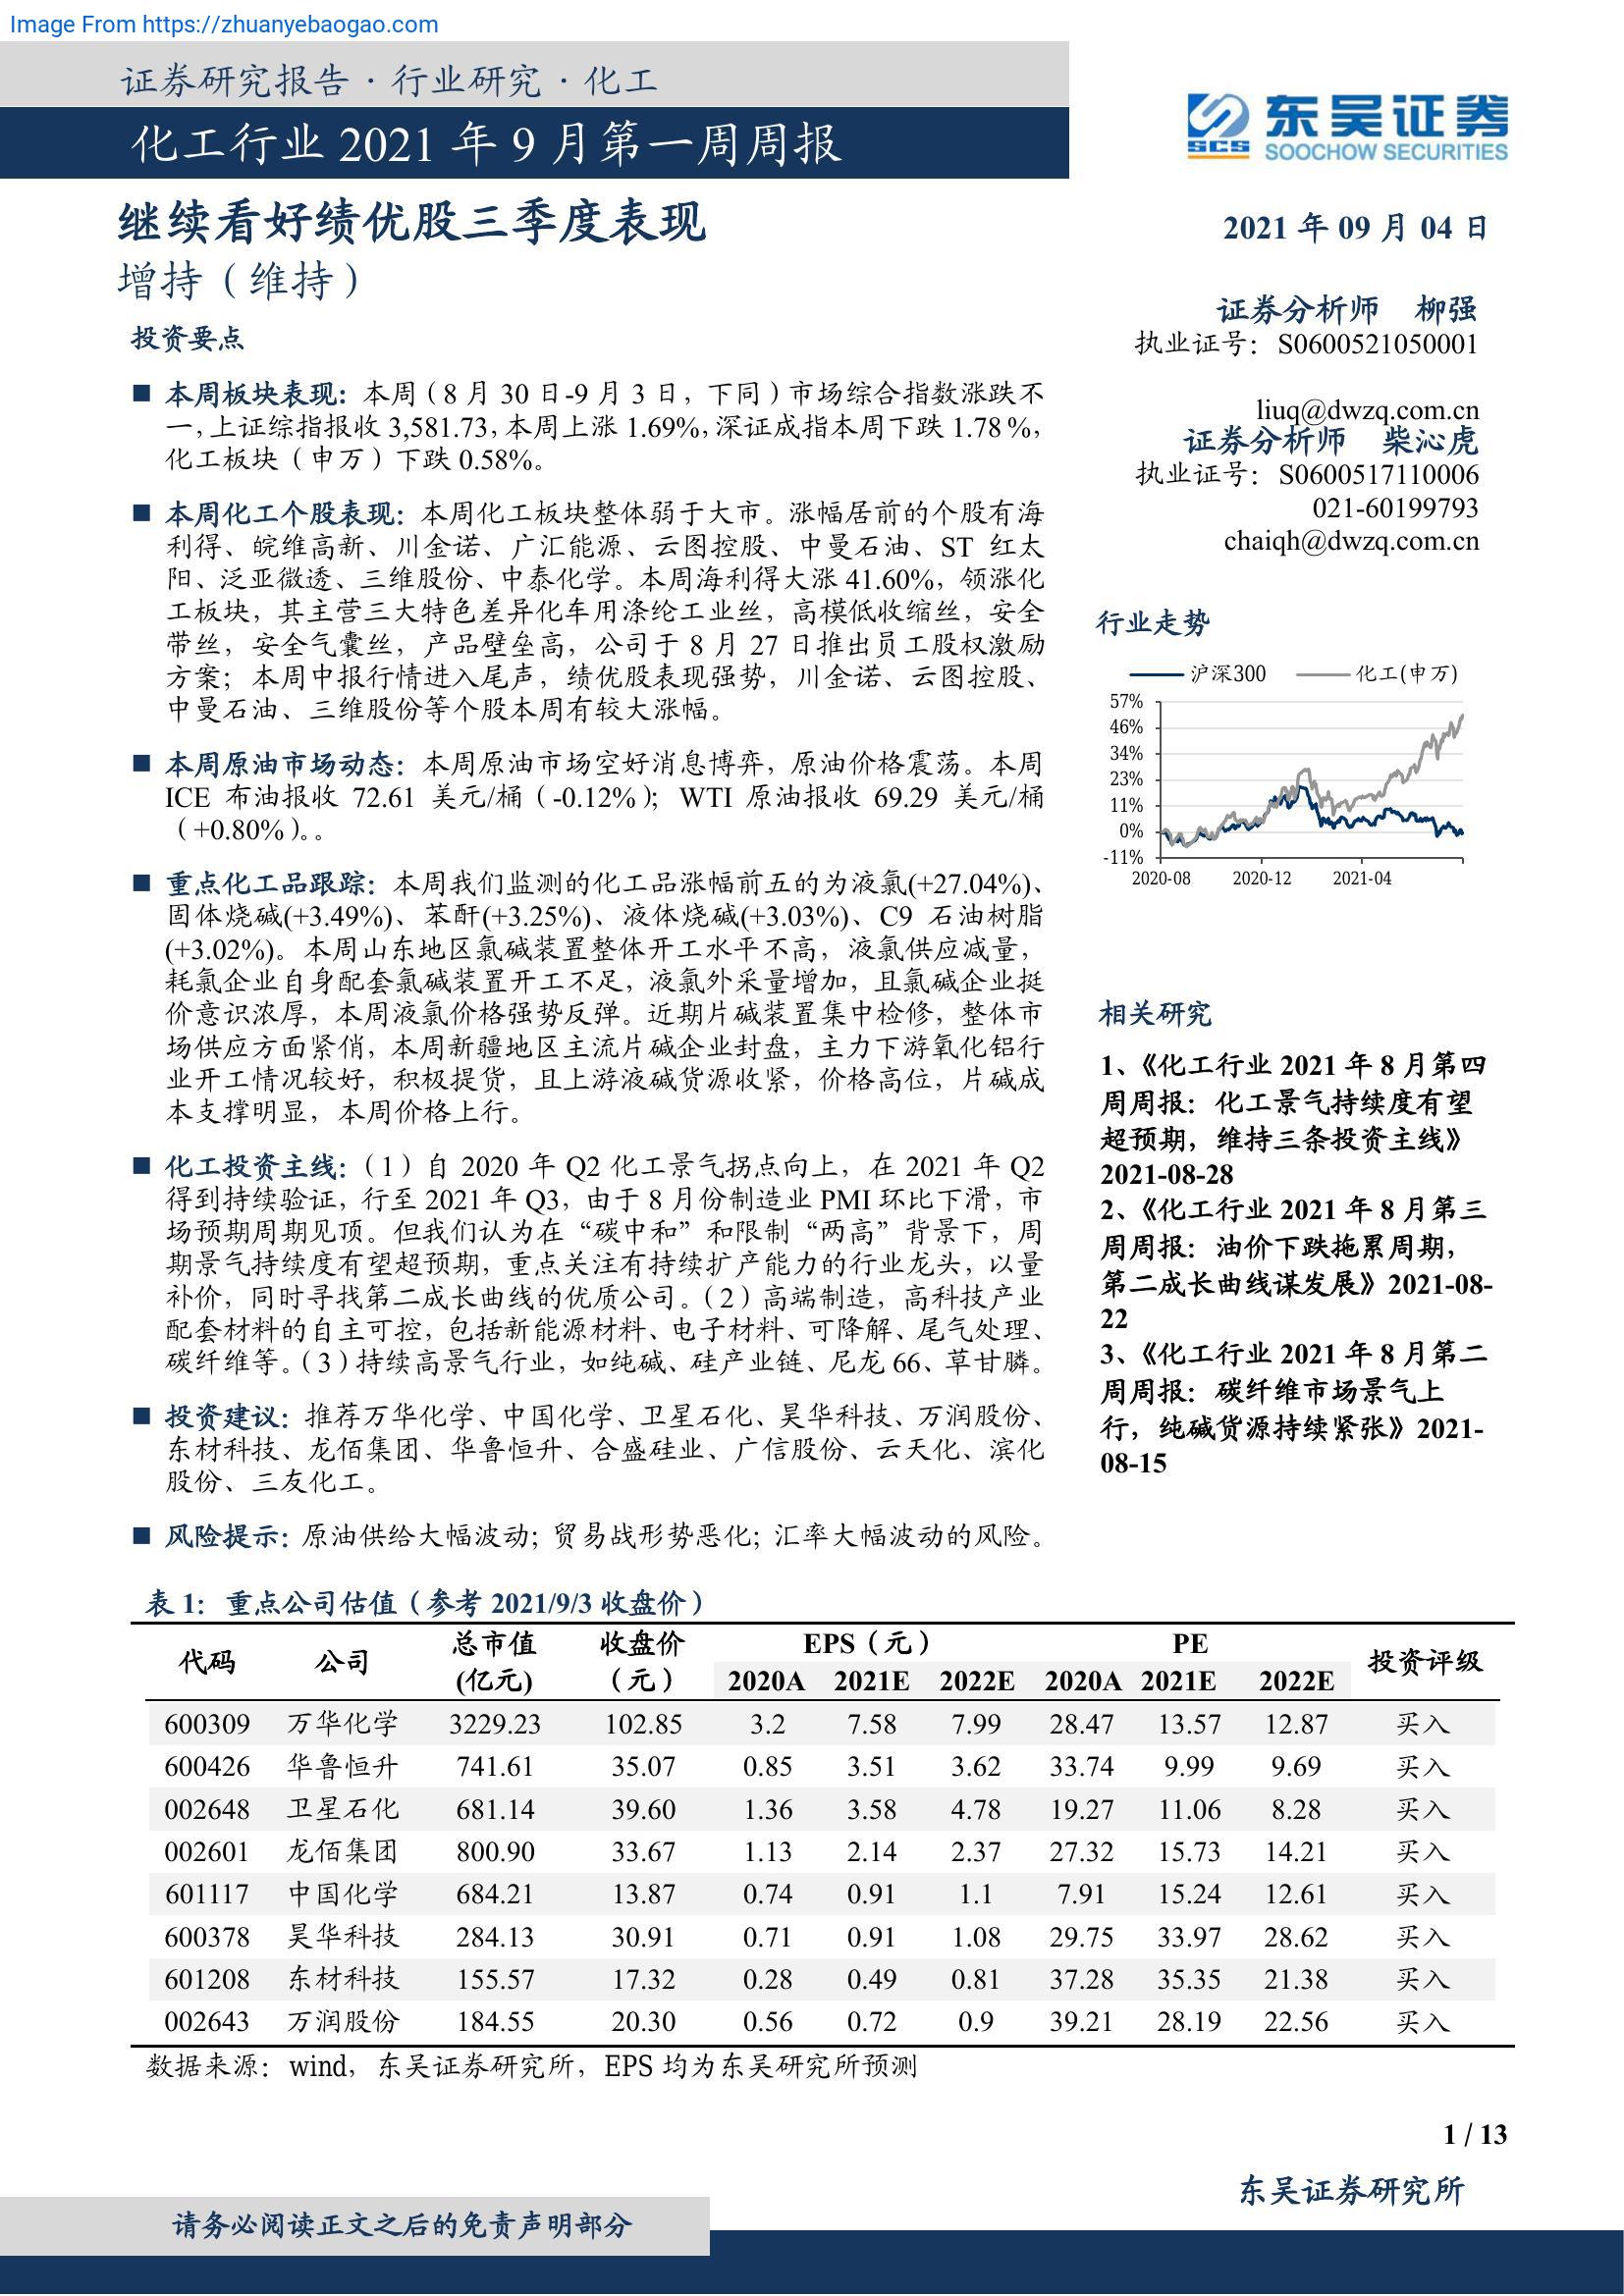 Image From https://zhuanyebaogao.com
证券研究报告·行业研究·化工
化工行业 2021 年 9 月第一周周报
东吴证券
SCS SOOCHOW SECURITIES
继续看好绩优股三季度表现
增持（维持）
投资要点
■ 本周板块表现：本周（8 月 30 日-9 月 3 日，下同）市场综合指数涨跌不
一，上证综指报收 3,581.73，本周上涨 1.69%，深证成指本周下跌 1.78%，
化工板块（申万）下跌 0.58%。
■ 本周化工个股表现：本周化工板块整体弱于大市。涨幅居前的个股有海
利得、皖维高新、川金诺、广汇能源、云图控股、中曼石油、ST 红太
阳、泛亚微透、三维股份、中泰化学。本周海利得大涨 41.60%，领涨化
工板块，其主营三大特色差异化车用涤纶工业丝，高模低收缩丝，安全
带丝，安全气囊丝，产品壁垒高，公司于 8 月 27 日推出员工股权激励
方案；本周中报行情进入尾声，绩优股表现强势，川金诺、云图控股、
中曼石油、三维股份等个股本周有较大涨幅。
■ 本周原油市场动态：本周原油市场空好消息博弈，原油价格震荡。本周
ICE 布油报收 72.61 美元/桶（-0.12%）；WTI 原油报收 69.29 美元/桶
（+0.80%）。。
■ 重点化工品跟踪：本周我们监测的化工品涨幅前五的为液氯(+27.04%)、
固体烧碱(+3.49%)、苯酐(+3.25%)、液体烧碱(+3.03%)、C9 石油树脂
(+3.02%)。本周山东地区氯碱装置整体开工水平不高，液氯供应减量，
耗氯企业自身配套氯碱装置开工不足，液氯外采量增加，且氯碱企业挺
价意识浓厚，本周液氯价格强势反弹。近期片碱装置集中检修，整体市
场供应方面紧俏，本周新疆地区主流片碱企业封盘，主力下游氧化铝行
业开工情况较好，积极提货，且上游液碱货源收紧，价格高位，片碱成
本支撑明显，本周价格上行。
■ 化工投资主线：（1）自 2020 年 Q2 化工景气拐点向上，在 2021 年 Q2
得到持续验证，行至 2021 年 Q3，由于 8 月份制造业 PMI 环比下滑，市
场预期周期见顶。但我们认为在“碳中和”和限制“两高”背景下，周
期景气持续度有望超预期，重点关注有持续扩产能力的行业龙头，以量
补价，同时寻找第二成长曲线的优质公司。（2）高端制造，高科技产业
配套材料的自主可控，包括新能源材料、电子材料、可降解、尾气处理、
碳纤维等。（3）持续高景气行业，如纯碱、硅产业链、尼龙 66、草甘膦。
■ 投资建议：推荐万华化学、中国化学、卫星石化、昊华科技、万润股份、
东材科技、龙佰集团、华鲁恒升、合盛硅业、广信股份、云天化、滨化
股份、三友化工。
■ 风险提示：原油供给大幅波动；贸易战形势恶化；汇率大幅波动的风险。
2021 年 09 月 04 日
证券分析师 柳强
执业证号：S0600521050001
liuq@dwzq.com.cn
证券分析师 柴沁虎
执业证号：S0600517110006
021-60199793
chaiqh@dwzq.com.cn
行业走势
沪深300 化工(申万)
57%
46%
34%
23%
11%
0%
-11%
2020-08 2020-12 2021-04
相关研究
1、《化工行业 2021 年 8 月第四
周周报：化工景气持续度有望
超预期，维持三条投资主线》
2021-08-28
2、《化工行业 2021 年 8 月第三
周周报：油价下跌拖累周期，
第二成长曲线谋发展》2021-08-
22
3、《化工行业 2021 年 8 月第二
周周报：碳纤维市场景气上
行，纯碱货源持续紧张》2021-
08-15
表 1：重点公司估值（参考 2021/9/3 收盘价）
代码 公司 总市值(亿元) 收盘价（元） EPS（元） PE 投资评级
2020A 2021E 2022E 2020A 2021E 2022E
600309 万华化学 3229.23 102.85 3.2 7.58 7.99 28.47 13.57 12.87 买入
600426 华鲁恒升 741.61 35.07 0.85 3.51 3.62 33.74 9.99 9.69 买入
002648 卫星石化 681.14 39.60 1.36 3.58 4.78 19.27 11.06 8.28 买入
002601 龙佰集团 800.90 33.67 1.13 2.14 2.37 27.32 15.73 14.21 买入
601117 中国化学 684.21 13.87 0.74 0.91 1.1 7.91 15.24 12.61 买入
600378 昊华科技 284.13 30.91 0.71 0.91 1.08 29.75 33.97 28.62 买入
601208 东材科技 155.57 17.32 0.28 0.49 0.81 37.28 35.35 21.38 买入
002643 万润股份 184.55 20.30 0.56 0.72 0.9 39.21 28.19 22.56 买入
数据来源：wind，东吴证券研究所，EPS 均为东吴研究所预测
1 / 13
东吴证券研究所
请务必阅读正文之后的免责声明部分